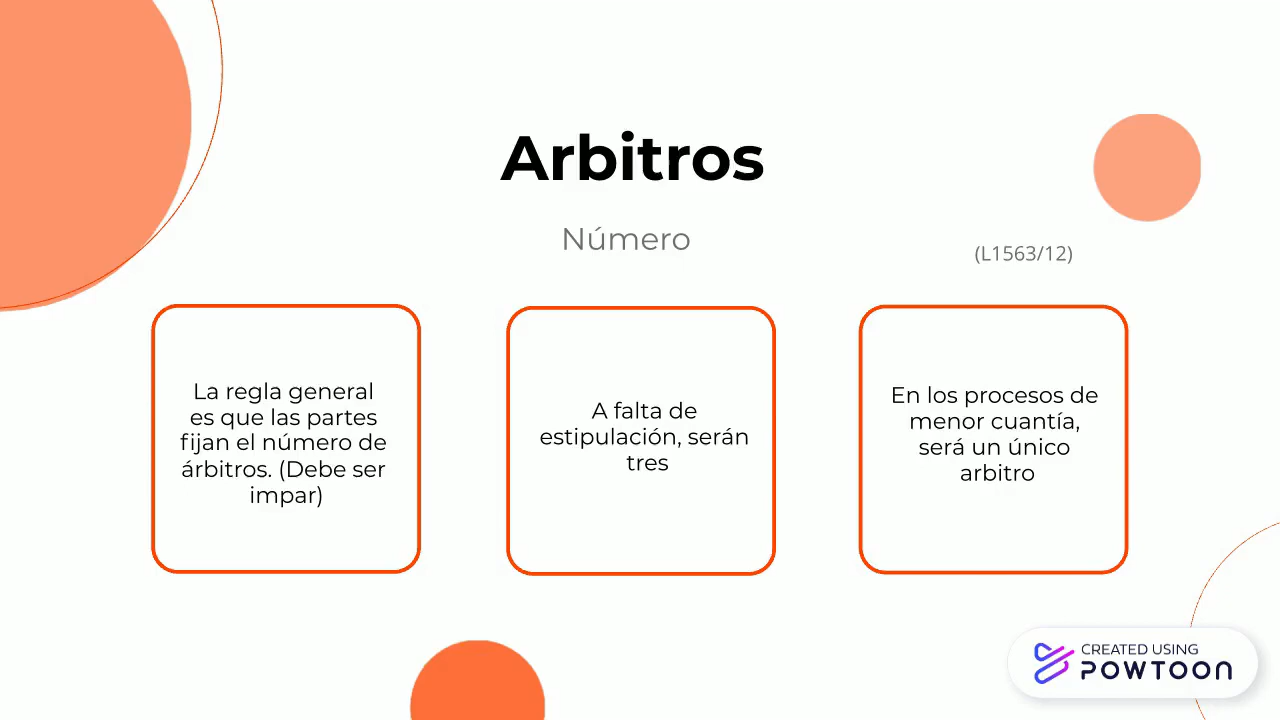 Arbitros
Número
(L1563/12)
La regla general
es que las partes
fijan el número de
árbitros. (Debe ser
impar)
A falta de
estipulación, serán
tres
En los procesos de
menor cuantía,
será un único
arbitro
CREATED USING
POWTOON